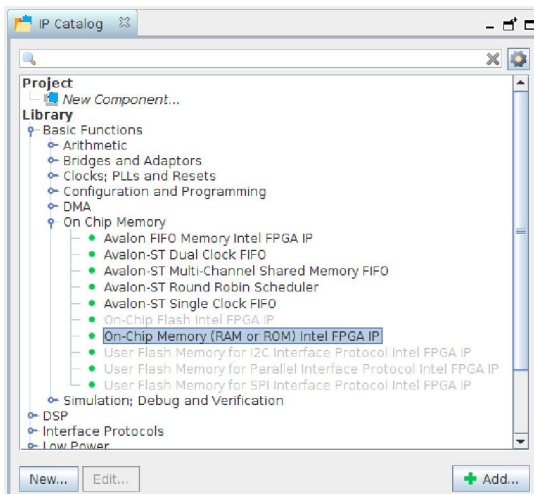 IP Catalog
Project
New Component...
Library
Basic Functions
Arithmetic
Bridges and Adaptors
Clocks; PLLs and Resets
Configuration and Programming
DMA
On Chip Memory
Avalon FIFO Memory Intel FPGA IP
Avalon-ST Dual Clock FIFO
Avalon-ST Multi-Channel Shared Memory FIFO
Avalon-ST Round Robin Scheduler
Avalon-ST Single Clock FIFO
On-Chip Flash Intel FPGA IP
On-Chip Memory (RAM or ROM) Intel FPGA IP
User Flash Memory for I2C Interface Protocol Intel FPGA IP
User Flash Memory for Parallel Interface Protocol Intel FPGA IP
User Flash Memory for SPI Interface Protocol Intel FPGA IP
Simulation; Debug and Verification
DSP
Interface Protocols
Low Power
New... Edit... Add...